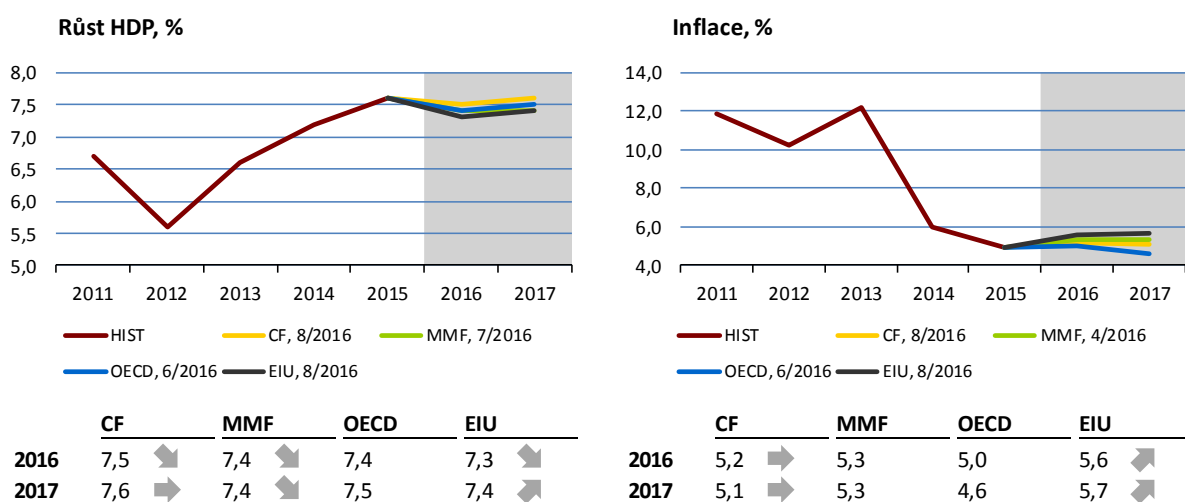 Růst HDP, %
8,0
7,5
7,0
6,5
6,0
5,5
5,0
2011 2012 2013 2014 2015 2016 2017
HIST CF, 8/2016 MMF, 7/2016
OECD, 6/2016 EIU, 8/2016
CF MMF OECD EIU
2016 7,5 7,4 7,4 7,3
2017 7,6 7,4 7,5 7,4
Inflace, %
14,0
12,0
10,0
8,0
6,0
4,0
2011 2012 2013 2014 2015 2016 2017
HIST CF, 8/2016 MMF, 4/2016
OECD, 6/2016 EIU, 8/2016
CF MMF OECD EIU
2016 5,2 5,3 5,0 5,6
2017 5,1 5,3 4,6 5,7